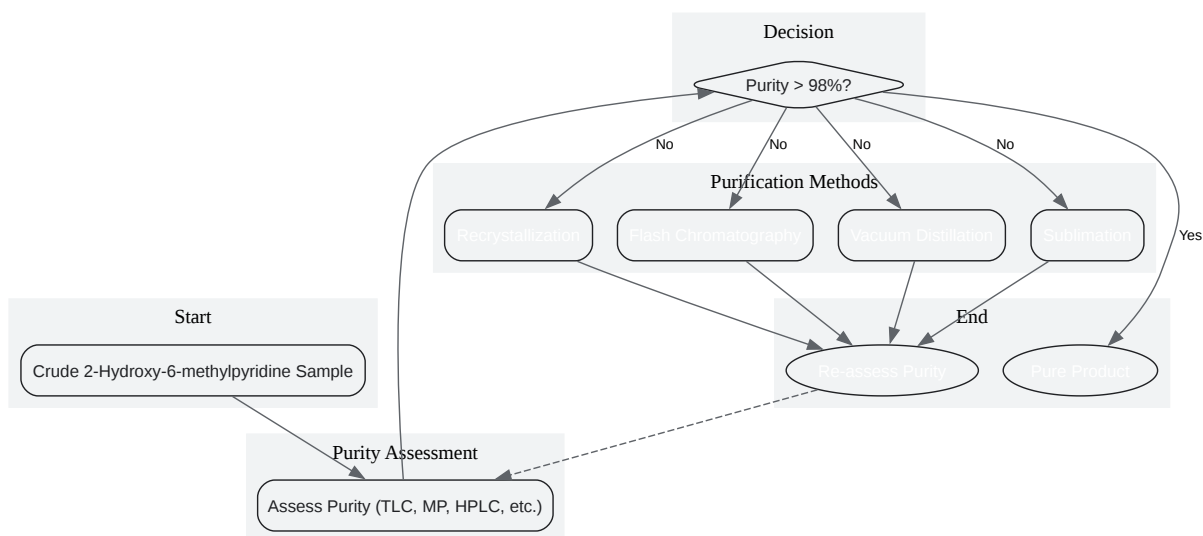 Decision
Purity > 98%?
No
No
No
No
Purification Methods
Recrystallization
Flash Chromatography
Vacuum Distillation
Sublimation
Yes
Start
End
Crude 2-Hydroxy-6-methylpyridine Sample
Re-assess Purity
Pure Product
Purity Assessment
Assess Purity (TLC, MP, HPLC, etc.)